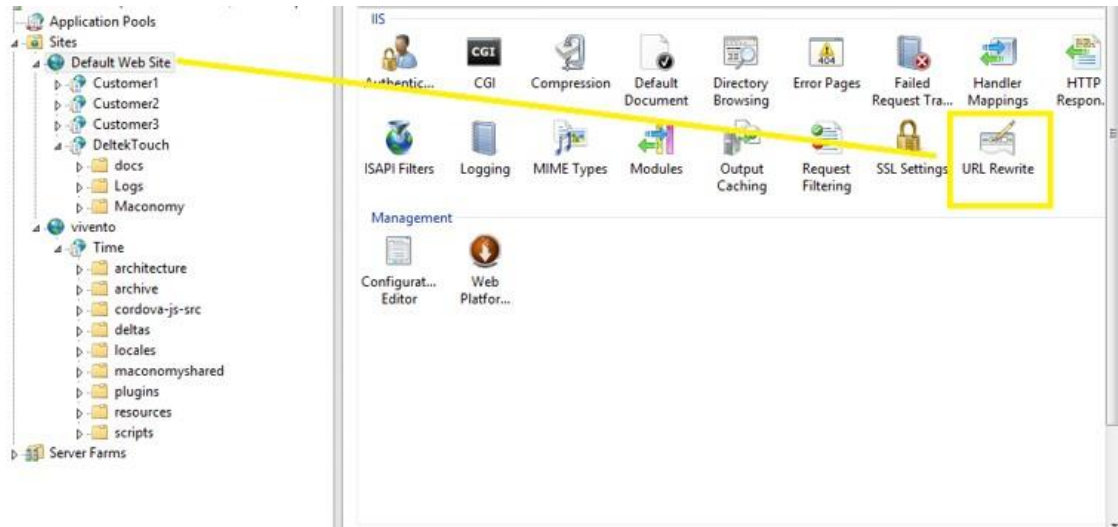 Application Pools
Sites
Default Web Site
Customer1
Customer2
Customer3
DeltekTouch
docs
Logs
Maconomy
vivento
Time
architecture
archive
cordova-js-src
deltas
locales
maconomyshared
plugins
resources
scripts
Server Farms
IIS
Authentic... CGI Compression Default Directory Error Pages Failed Handler HTTP
Document Browsing Request Tra... Mappings Respon.
ISAPI Filters Logging MIME Types Modules Output Request SSL Settings URL Rewrite
Caching Filtering
Management
Configurat... Web
Editor Platfor...